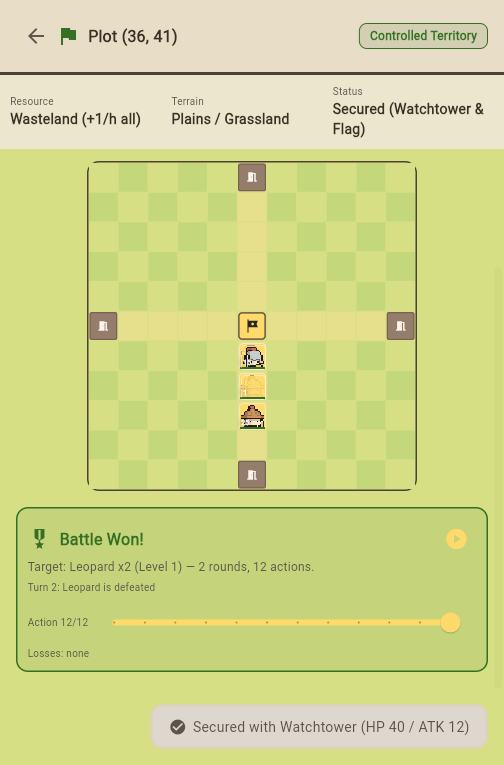 Plot (36, 41)
Controlled Territory
Resource
Wasteland (+1/h all)
Terrain
Plains / Grassland
Status
Secured (Watchtower &
Flag)
Battle Won!
Target: Leopard x2 (Level 1) — 2 rounds, 12 actions.
Turn 2: Leopard is defeated
Action 12/12
Losses: none
Secured with Watchtower (HP 40 / ATK 12)